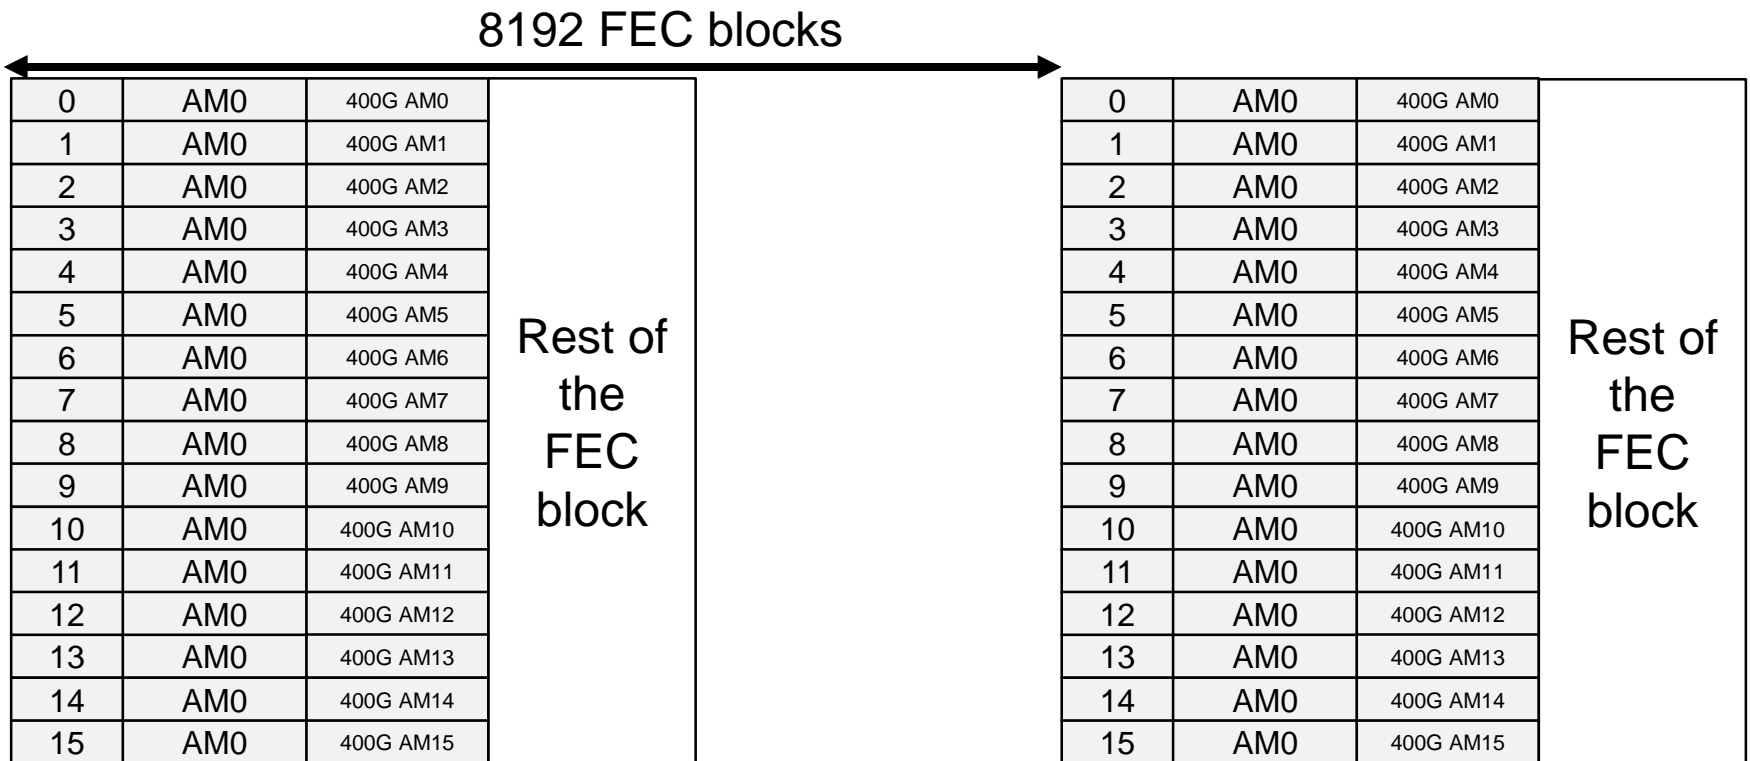 8192 FEC blocks
0 AM0 400G AM0 0 AM0 400G AM0
1 AM0 400G AM1 1 AM0 400G AM1
2 AM0 400G AM2 2 AM0 400G AM2
3 AM0 400G AM3 3 AM0 400G AM3
4 AM0 400G AM4 4 AM0 400G AM4
5 AM0 400G AM5 5 AM0 400G AM5
6 AM0 400G AM6 6 AM0 400G AM6
7 AM0 400G AM7 7 AM0 400G AM7
8 AM0 400G AM8 8 AM0 400G AM8
9 AM0 400G AM9 9 AM0 400G AM9
10 AM0 400G AM10 10 AM0 400G AM10
11 AM0 400G AM11 11 AM0 400G AM11
12 AM0 400G AM12 12 AM0 400G AM12
13 AM0 400G AM13 13 AM0 400G AM13
14 AM0 400G AM14 14 AM0 400G AM14
15 AM0 400G AM15 15 AM0 400G AM15
Rest of
the
FEC
block
Rest of
the
FEC
block